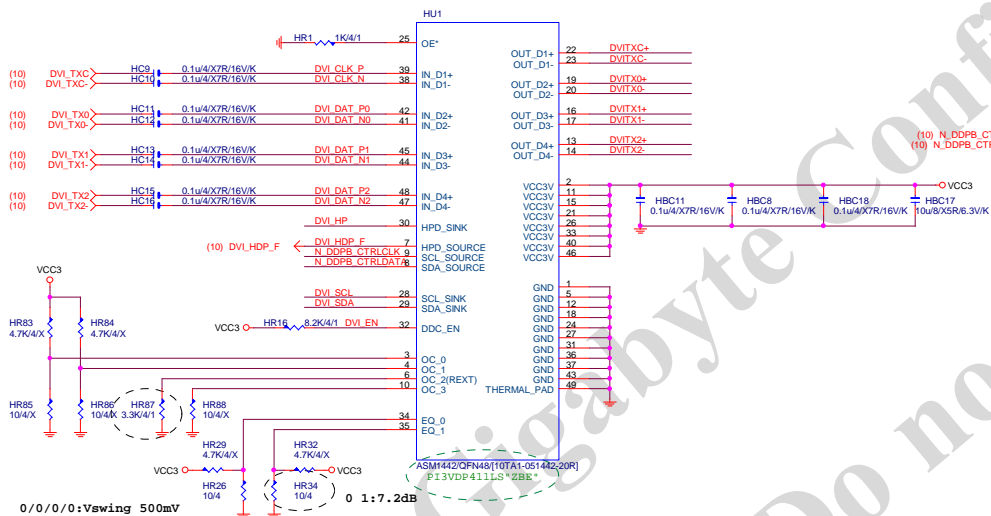 HU1
HR1 1K/4/1 25 OE*
OUT_D1+ 22 DVITXC+
OUT_D1- 23 DVITXC-
(10) DVI_TXC HC9 0.1u/4/X7R/16V/K DVI_CLK_P 39 IN_D1+
(10) DVI_TXC- HC10 0.1u/4/X7R/16V/K DVI_CLK_N 38 IN_D1-
OUT_D2+ 19 DVITX0+
OUT_D2- 20 DVITX0-
(10) DVI_TX0 HC11 0.1u/4/X7R/16V/K DVI_DAT_P0 42 IN_D2+
(10) DVI_TX0- HC12 0.1u/4/X7R/16V/K DVI_DAT_N0 41 IN_D2-
OUT_D3+ 16 DVITX1+
OUT_D3- 17 DVITX1-
(10) N_DDPB_CT
(10) N_DDPB_CTR
OUT_D4+ 13 DVITX2+
OUT_D4- 14 DVITX2-
(10) DVI_TX1 HC13 0.1u/4/X7R/16V/K DVI_DAT_P1 45 IN_D3+
(10) DVI_TX1- HC14 0.1u/4/X7R/16V/K DVI_DAT_N1 44 IN_D3-
(10) DVI_TX2 HC15 0.1u/4/X7R/16V/K DVI_DAT_P2 48 IN_D4+
(10) DVI_TX2- HC16 0.1u/4/X7R/16V/K DVI_DAT_N2 47 IN_D4-
VCC3V 2 VCC3
VCC3V 11
VCC3V 15
VCC3V 21
VCC3V 26
VCC3V 33
VCC3V 40
VCC3V 46
HBC11 0.1u/4/X7R/16V/K
HBC8 0.1u/4/X7R/16V/K
HBC18 0.1u/4/X7R/16V/K
HBC17 10u/8/X5R/6.3V/K
DVI_HP 30 HPD_SINK
(10) DVI_HDP_F DVI_HDP_F 7 HPD_SOURCE
N_DDPB_CTRLCLK 9 SCL_SOURCE
N_DDPB_CTRLDATA 8 SDA_SOURCE
DVI_SCL 28 SCL_SINK
DVI_SDA 29 SDA_SINK
VCC3 HR16 8.2K/4/1 DVI_EN 32 DDC_EN
GND 1
GND 5
GND 12
GND 18
GND 24
GND 27
GND 31
GND 36
GND 37
GND 43
THERMAL_PAD 49
VCC3
HR83 4.7K/4/X
HR84 4.7K/4/X
3 OC_0
4 OC_1
6 OC_2(REXT)
10 OC_3
HR85 10/4/X
HR86 10/4/X
HR87 3.3K/4/1
HR88 10/4/X
34 EQ_0
35 EQ_1
VCC3 HR29 4.7K/4/X
HR32 4.7K/4/X VCC3
HR26 10/4
HR34 10/4
ASM1442/QFN48/[10TA1-051442-20R]
PI3VDP411LS"ZBE"
0/0/0/0:Vswing 500mV
0 1:7.2dB
Gigabyte Confi
Do no